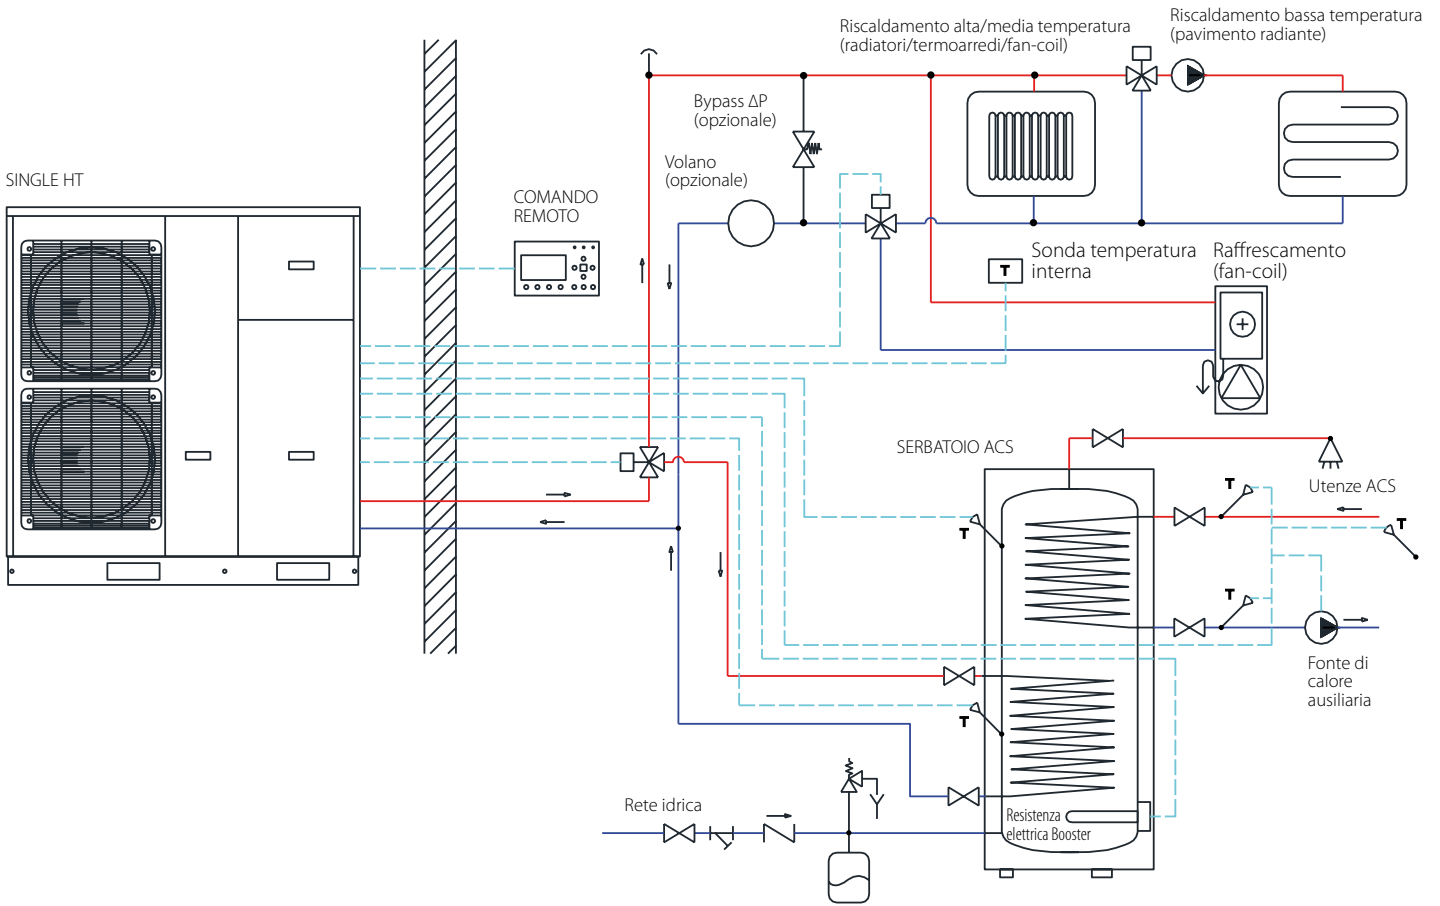 Riscaldamento alta/media temperatura
(radiatori/termoarredi/fan-coil)
Riscaldamento bassa temperatura
(pavimento radiante)
Bypass ΔP
(opzionale)
Volano
(opzionale)
SINGLE HT
COMANDO
REMOTO
Sonda temperatura
interna
T
Raffrescamento
(fan-coil)
SERBATOIO ACS
Utenze ACS
T
T
T
T
Fonte di
calore
ausiliaria
T
Rete idrica
Resistenza
elettrica Booster